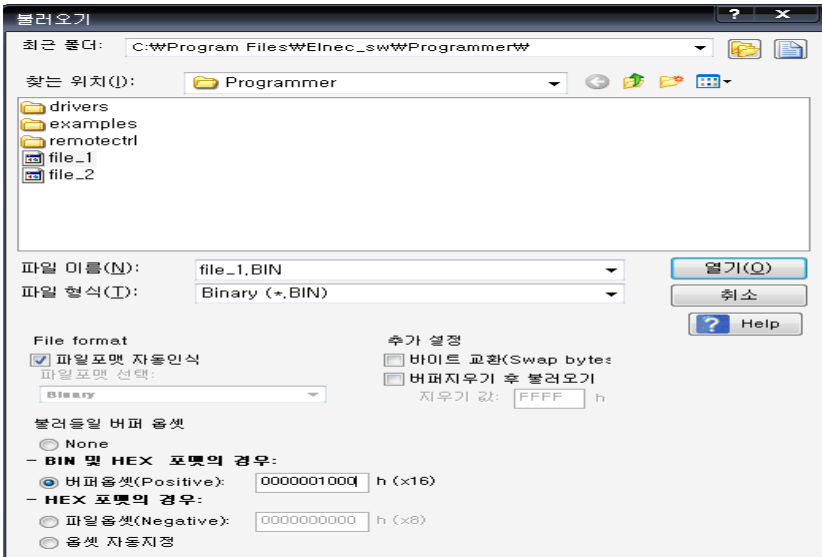 불러오기
최근 폴더: C:₩Program Files₩Elnec_sw₩Programmer₩
찾는 위치(I): Programmer
drivers
examples
remotectrl
file_1
file_2
파일 이름(N): file_1.BIN 열기(O)
파일 형식(T): Binary (*.BIN) 취소
? Help
File format 추가 설정
파일포맷 자동인식 바이트 교환(Swap bytes
파일포맷 선택: 버퍼지우기 후 불러오기
Binary 지우기 값: FFFF h
불러들일 버퍼 옵셋
None
- BIN 및 HEX 포맷의 경우:
버퍼옵셋(Positive): 0000001000 h (x16)
- HEX 포맷의 경우:
파일옵셋(Negative): 0000000000 h (x8)
옵셋 자동지정